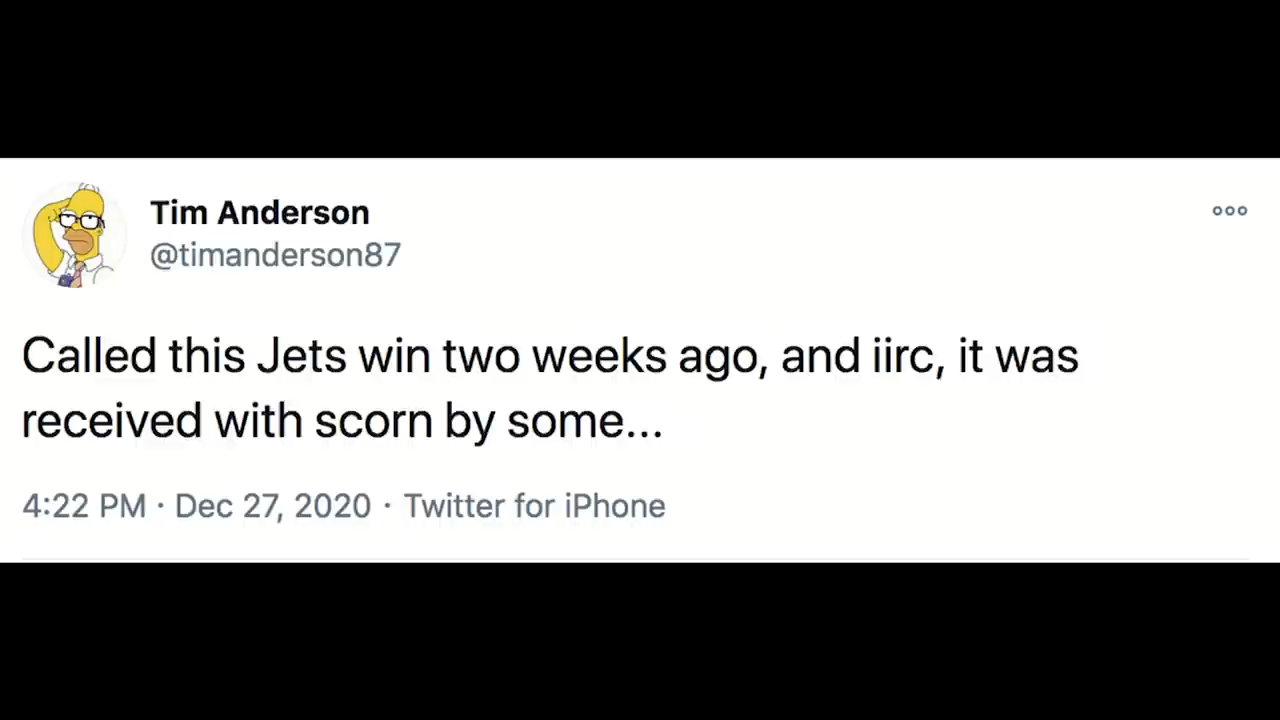 Tim Anderson
@timanderson87
Called this Jets win two weeks ago, and iirc, it was
received with scorn by some...
4:22 PM · Dec 27, 2020 · Twitter for iPhone